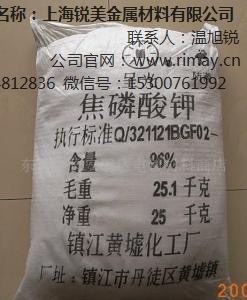 名称：上海锐美金属材料有限公司
联系人：温旭锐
公司官网：www.rimay.cn
4812836 微信号：15300761992
焦磷酸钾
执行标准Q/321121BGF02-
含量 96%
毛重 25.1 千克
净重 25 千克
镇江黄墟化工厂
厂址：镇江市丹徒区黄墟镇
200